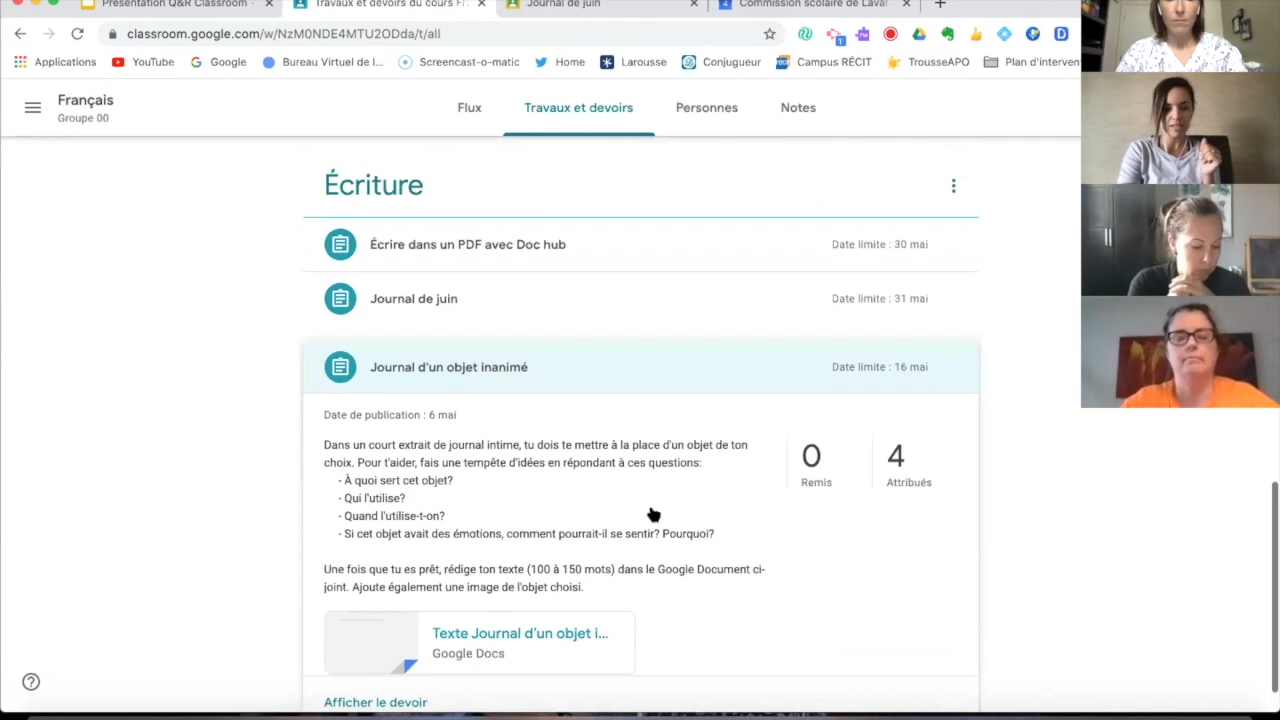 Présentation Q&R Classroom -
Travaux et devoirs du cours Fr
Journal de juin
Commission scolaire de Laval -
classroom.google.com/w/NzM0NDE4MTU2ODda/t/all
Applications
YouTube
Google
Bureau Virtuel de l...
Screencast-o-matic
Home
Larousse
Conjugueur
Campus RÉCIT
TrousseAPO
Plan d'interven
Français
Groupe 00
Flux
Travaux et devoirs
Personnes
Notes
Écriture
Écrire dans un PDF avec Doc hub
Date limite : 30 mai
Journal de juin
Date limite : 31 mai
Journal d'un objet inanimé
Date limite : 16 mai
Date de publication : 6 mai
Dans un court extrait de journal intime, tu dois te mettre à la place d'un objet de ton
choix. Pour t'aider, fais une tempête d'idées en répondant à ces questions:
- À quoi sert cet objet?
- Qui l'utilise?
- Quand l'utilise-t-on?
- Si cet objet avait des émotions, comment pourrait-il se sentir? Pourquoi?
0
Remis
4
Attribués
Une fois que tu es prêt, rédige ton texte (100 à 150 mots) dans le Google Document ci-
joint. Ajoute également une image de l'objet choisi.
Texte Journal d'un objet i...
Google Docs
Afficher le devoir